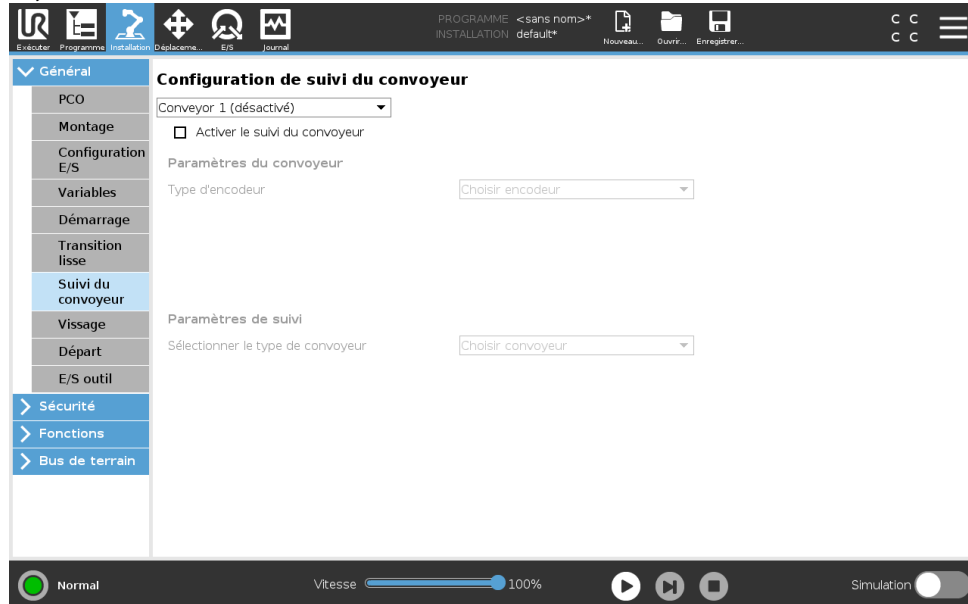 UR
PROGRAMME <sans nom>*
INSTALLATION default*
C C
C C
Exécuter Programme Installation Déplaceme... E/S Journal Nouveau... Ouvrir... Enregistrer...
Général
PCO
Montage
Configuration
E/S
Variables
Démarrage
Transition
lisse
Suivi du
convoyeur
Vissage
Départ
E/S outil
Sécurité
Fonctions
Bus de terrain
Configuration de suivi du convoyeur
Conveyor 1 (désactivé)
Activer le suivi du convoyeur
Paramètres du convoyeur
Type d'encodeur Choisir encodeur
Paramètres de suivi
Sélectionner le type de convoyeur Choisir convoyeur
Normal Vitesse 100% Simulation